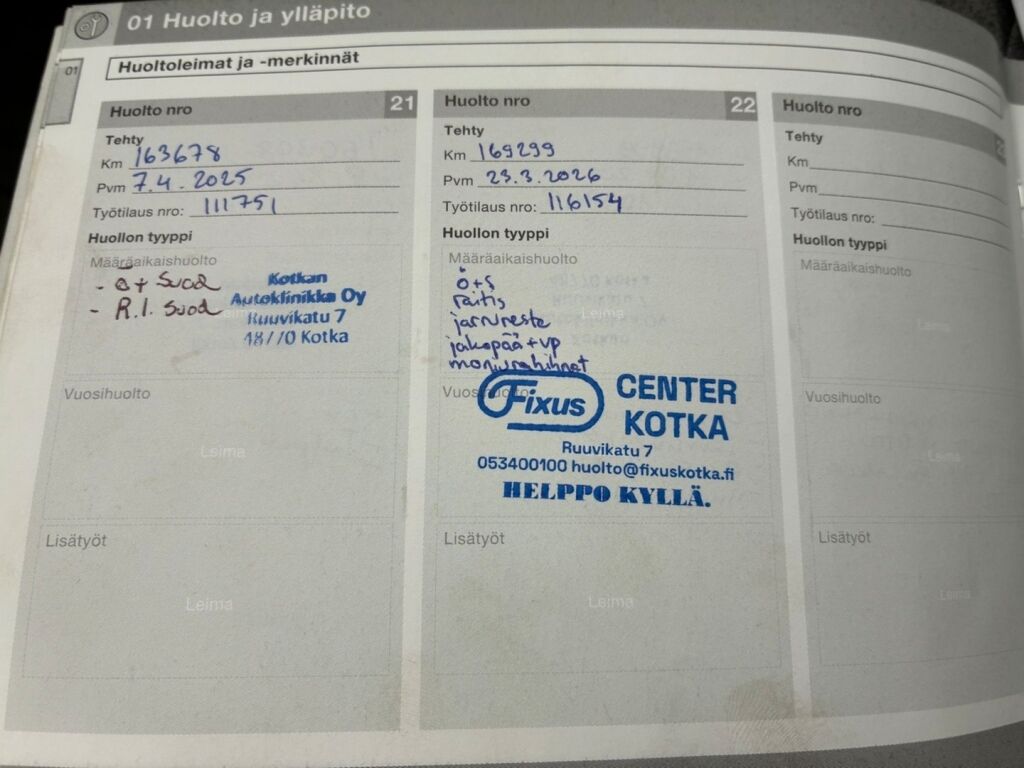 01 Huolto ja ylläpito
01
Huoltoleimat ja -merkinnät
Huolto nro 21
Tehty
Km 163678
Pvm 7.4.2025
Työtilaus nro: 111751
Huollon tyyppi
Määräaikaishuolto
- ö + Suod
- R.I. Suod
Kotkan
Autoklinikka Oy
Ruuvikatu 7
48770 Kotka
Leima
Vuosihuolto
Leima
Lisätyöt
Leima
Huolto nro 22
Tehty
Km 169299
Pvm 23.3.2026
Työtilaus nro: 116154
Huollon tyyppi
Määräaikaishuolto
ö+s
raitis
Leima
jarrureste
jakopää+vp
moniurahihnat
Vuosihuolto
Fixus CENTER
KOTKA
Ruuvikatu 7
053400100 huolto@fixuskotka.fi
HELPPO KYLLÄ.
Lisätyöt
Leima
Huolto nro
Tehty
Km
Pvm
Työtilaus nro:
Huollon tyyppi
Määräaikaishuolto
Leima
Vuosihuolto
Leima
Lisätyöt
Leima